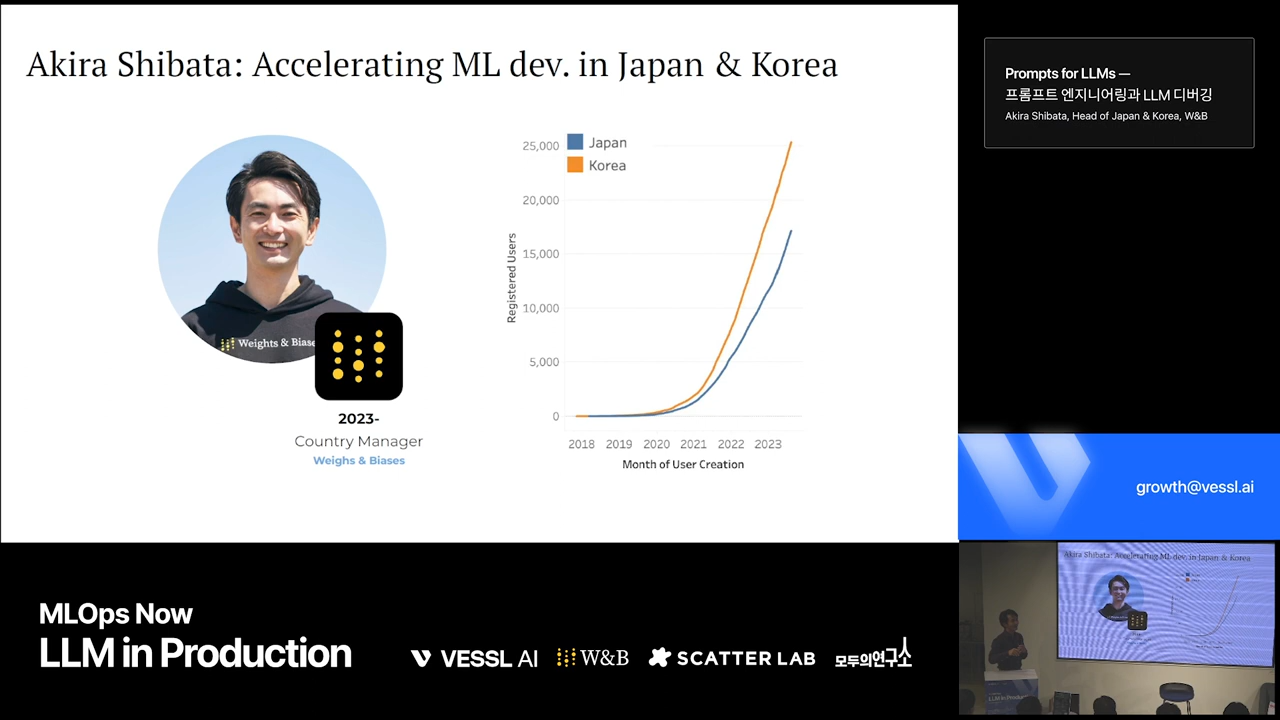 Akira Shibata: Accelerating ML dev. in Japan & Korea
Weights & Biase
2023-
Country Manager
Weighs & Biases
Japan
Korea
Registered Users
25,000
20,000
15,000
10,000
5,000
0
2018 2019 2020 2021 2022 2023
Month of User Creation
Prompts for LLMs —
프롬프트 엔지니어링과 LLM 디버깅
Akira Shibata, Head of Japan & Korea, W&B
growth@vessl.ai
Akira Shibata: Accelerating ML dev. in Japan & Korea
MLOps Now
LLM in Production
VESSL AI
W&B
SCATTER LAB
모두의연구소